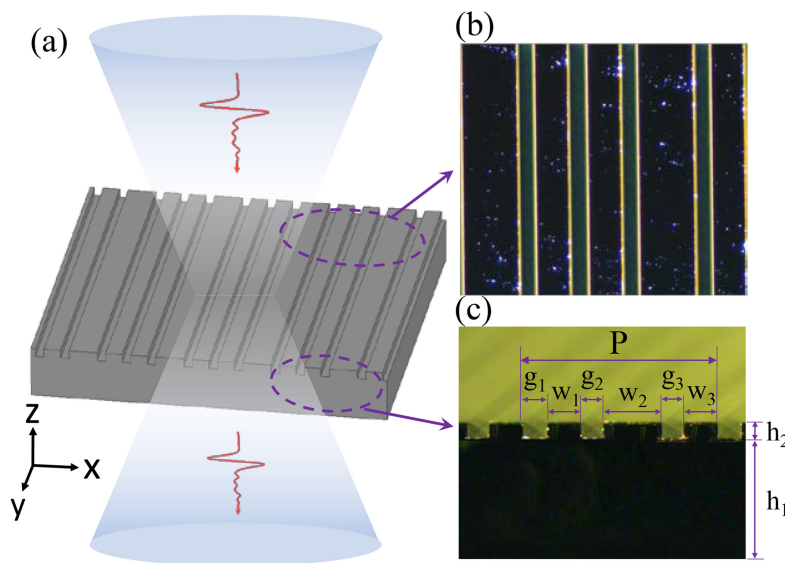 (a)
(b)
z
x
y
(c)
P
g₁ w₁ g₂ w₂ g₃ w₃
h₂
h₁